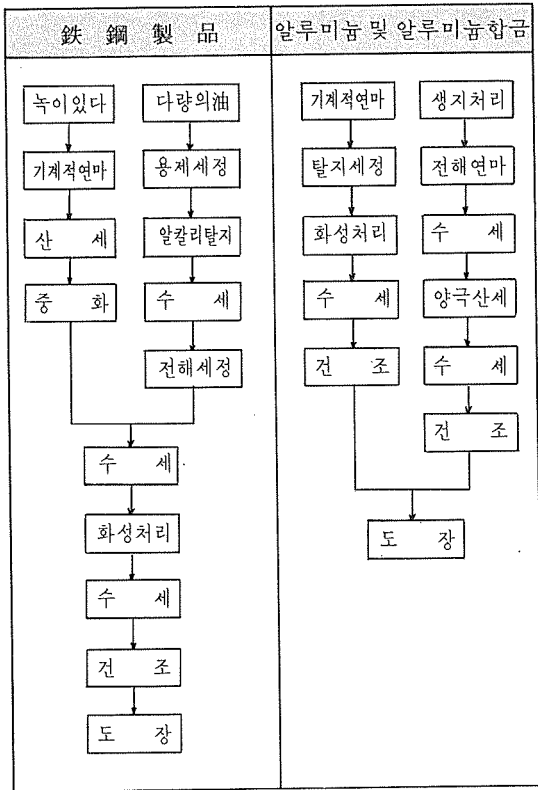 鉄鋼製品
알루미늄 및 알루미늄합금
녹이있다
기계적연마
산 세
중 화
다량의油
용제세정
알칼리탈지
수 세
전해세정
수 세
화성처리
수 세
건 조
도 장
기계적연마
탈지세정
화성처리
수 세
건 조
생지처리
전해연마
수 세
양극산세
수 세
건 조
도 장